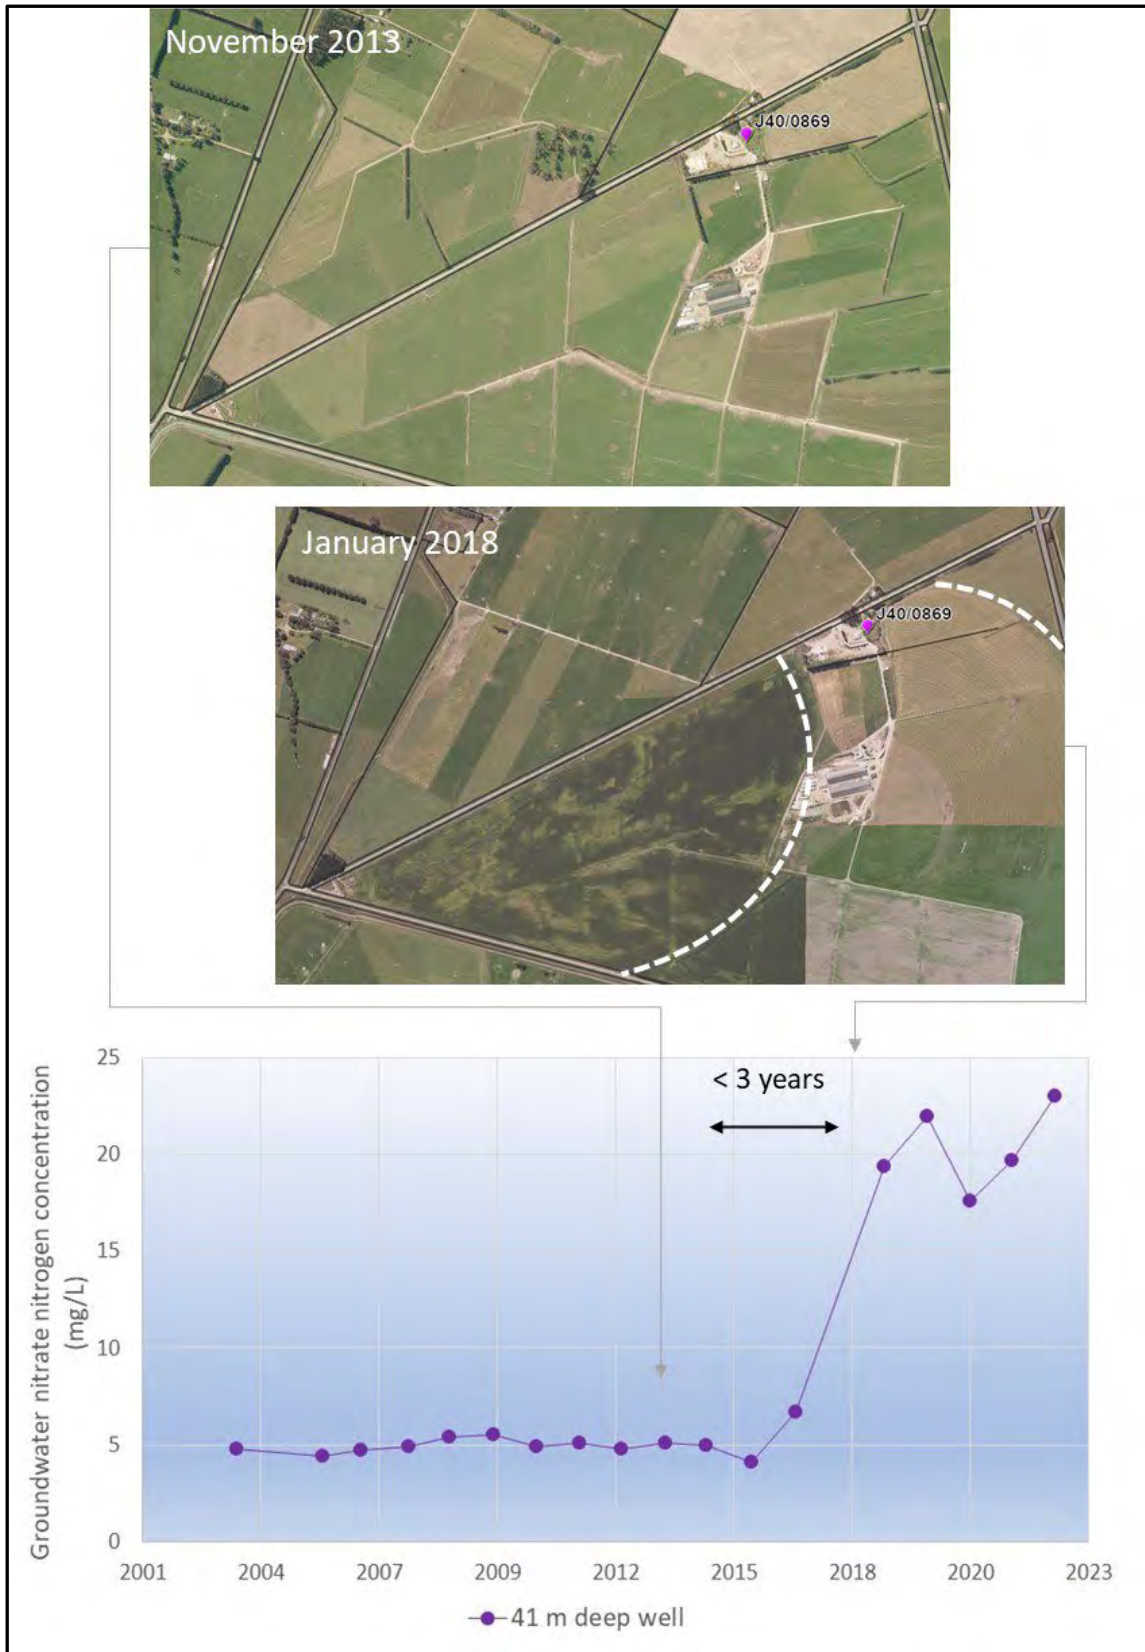 November 2013
J40/0869
January 2018
J40/0869
< 3 years
Groundwater nitrate nitrogen concentration
(mg/L)
25
20
15
10
5
0
2001
2004
2007
2009
2012
2015
2018
2020
2023
41 m deep well